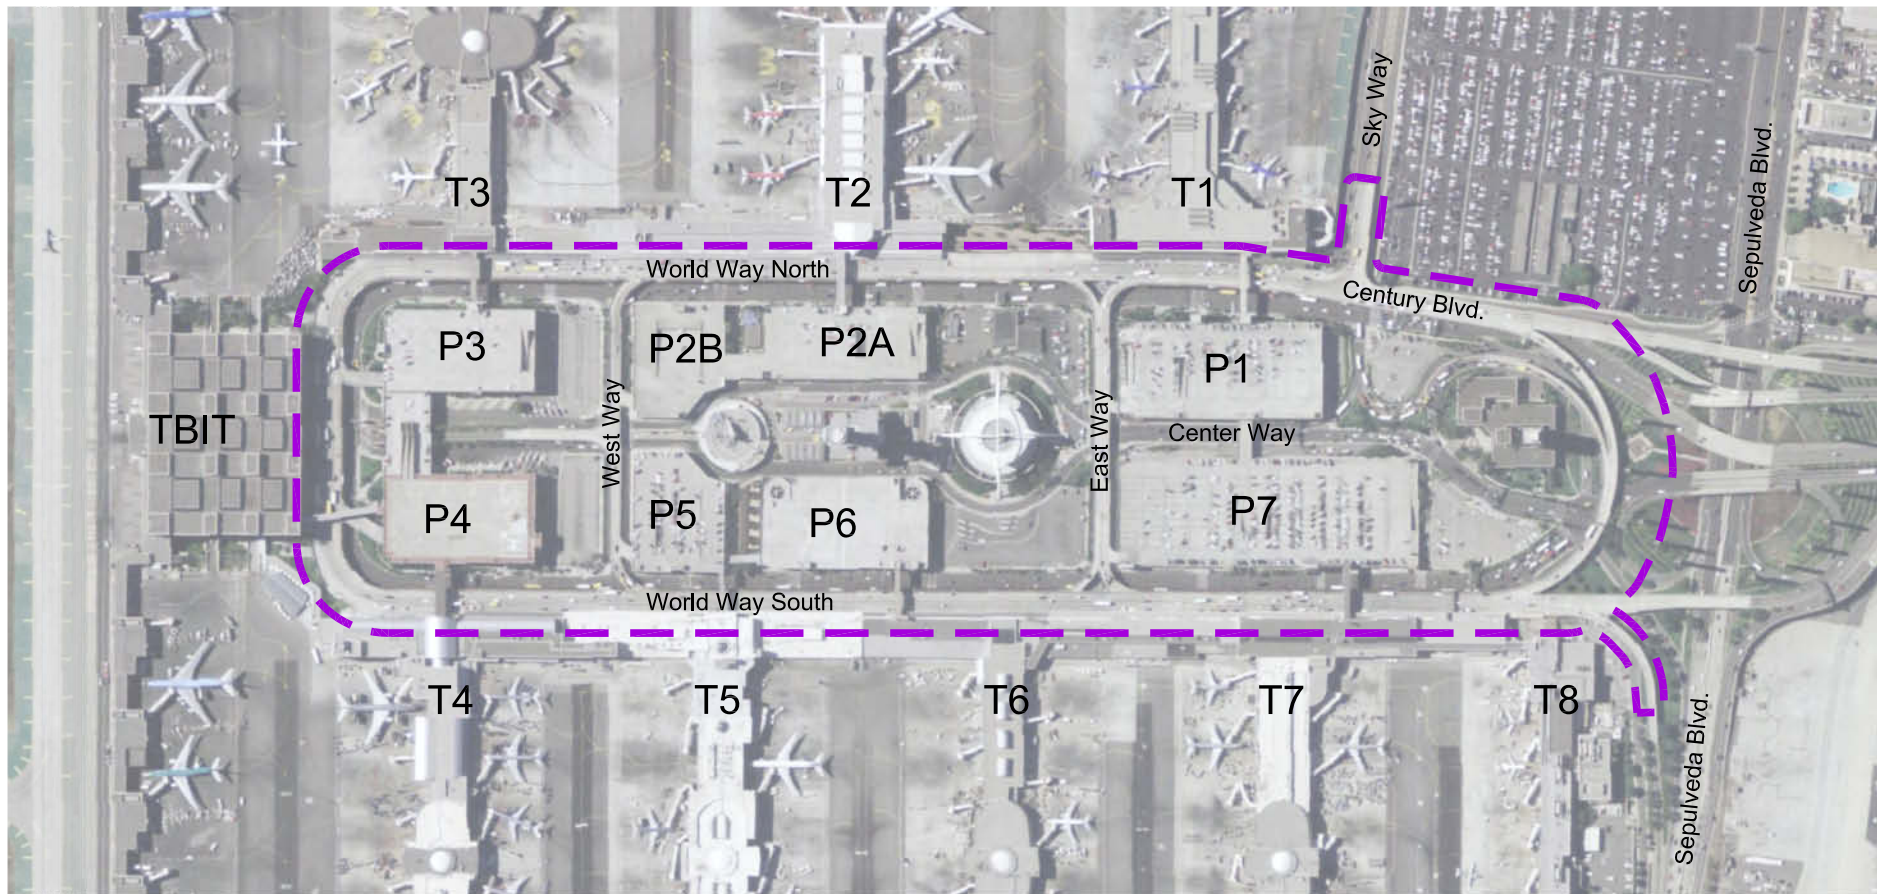 Sky Way
Sepulveda Blvd.
T3
T2
T1
World Way North
Century Blvd.
P3
P2B
P2A
P1
TBIT
West Way
East Way
Center Way
P4
P5
P6
P7
World Way South
T4
T5
T6
T7
T8
Sepulveda Blvd.